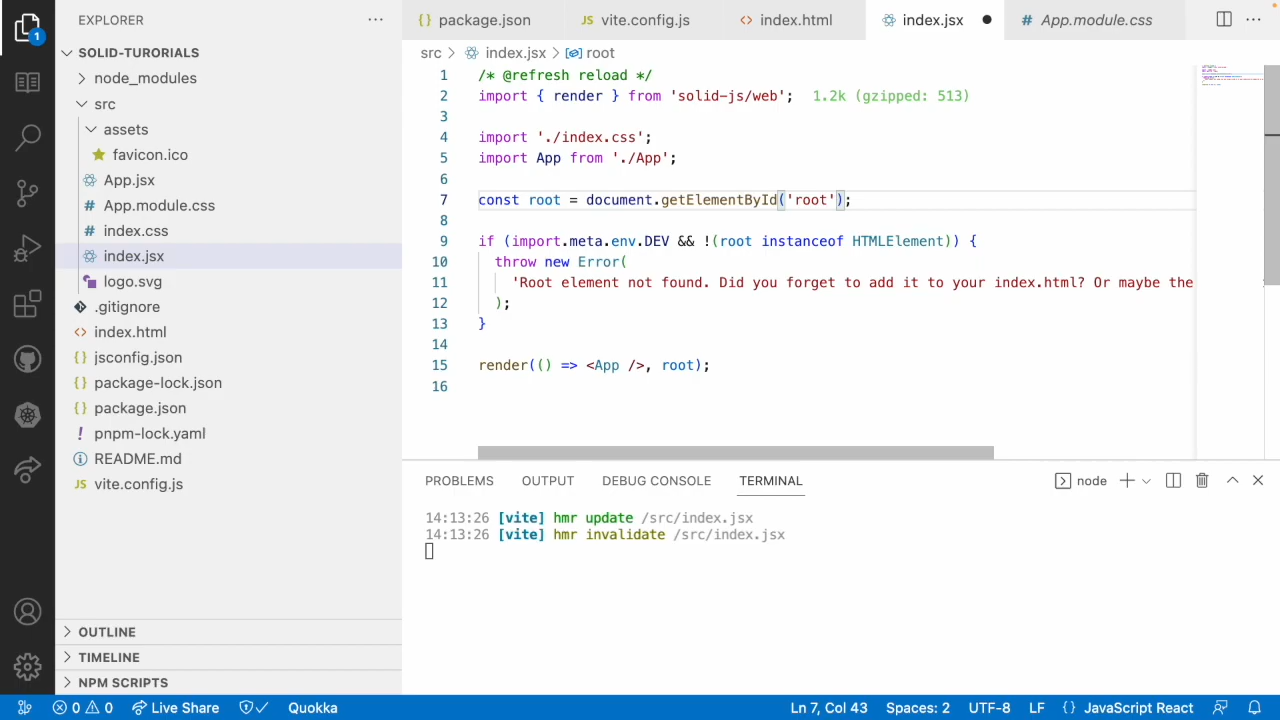 EXPLORER
1
SOLID-TURORIALS
node_modules
src
assets
favicon.ico
App.jsx
App.module.css
index.css
index.jsx
logo.svg
.gitignore
index.html
jsconfig.json
package-lock.json
package.json
pnpm-lock.yaml
README.md
vite.config.js
OUTLINE
TIMELINE
NPM SCRIPTS
package.json vite.config.js index.html index.jsx App.module.css
src > index.jsx > root
1 /* @refresh reload */
2 import { render } from 'solid-js/web'; 1.2k (gzipped: 513)
3
4 import './index.css';
5 import App from './App';
6
7 const root = document.getElementById('root');
8
9 if (import.meta.env.DEV && !(root instanceof HTMLElement)) {
10 throw new Error(
11 'Root element not found. Did you forget to add it to your index.html? Or maybe the
12 );
13 }
14
15 render(() => <App />, root);
16
PROBLEMS OUTPUT DEBUG CONSOLE TERMINAL node
14:13:26 [vite] hmr update /src/index.jsx
14:13:26 [vite] hmr invalidate /src/index.jsx
0 0 Live Share Quokka Ln 7, Col 43 Spaces: 2 UTF-8 LF {} JavaScript React